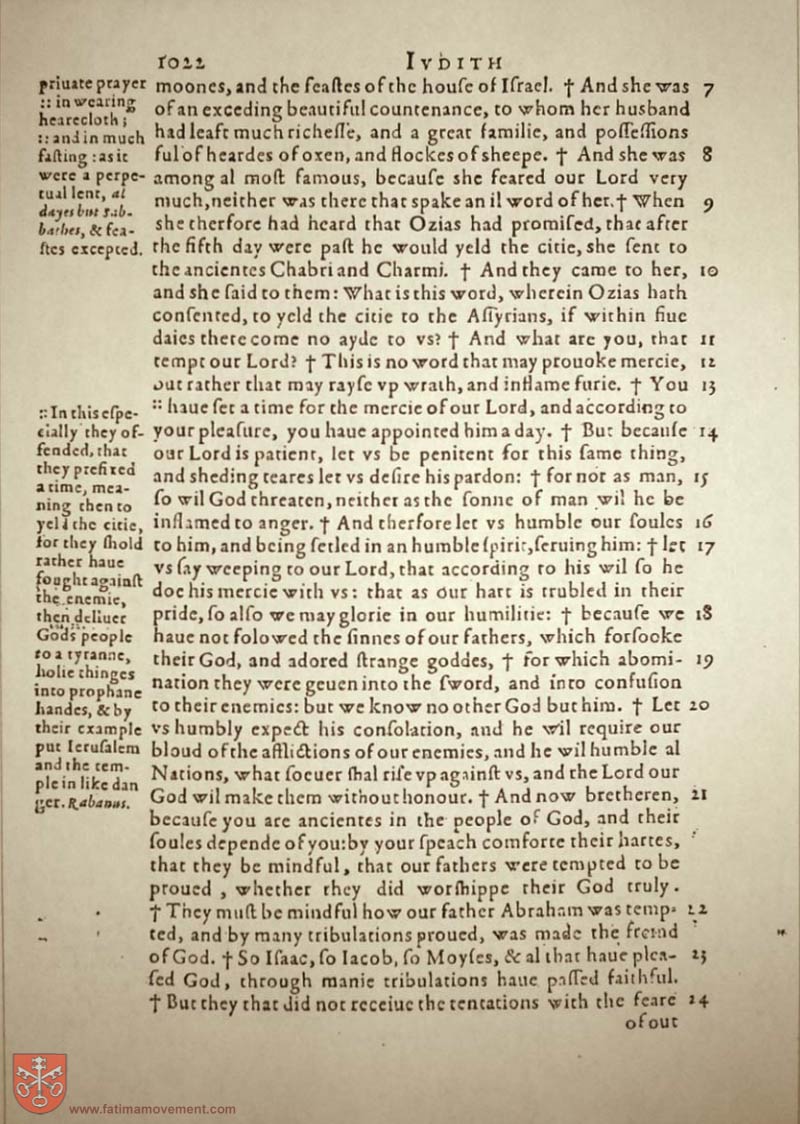 1022
IVDITH
priuate prayer
:: in wearing
hearecloth;
:: and in much
faſting : as it
were a perpe-
tual lent, al
dayes but sab-
bathes, & fea-
ſtes excepted.
:: In this eſpe-
cially they of-
fended, that
they prefixed
a time, mea-
ning then to
yeld the citie,
for they ſhold
rather haue
fought againſt
the enemie,
then deliuer
Gods people
to a tyranne,
holie thinges
into prophane
handes, & by
their example
put Ieruſalem
and the tem-
ple in like dan
ger. Rabanus.
moones, and the feaſtes of the houſe of Iſrael. † And she was 7
of an exceding beautiful countenance, to whom her husband
had leaft much richeſſe, and a great familie, and poſſeſſions
ful of heardes of oxen, and flockes of sheepe. † And she was 8
among al moſt famous, becauſe she feared our Lord very
much, neither was there that spake an il word of her. † When 9
she therfore had heard that Ozias had promiſed, that after
the fifth day were paſt he would yeld the citie, she ſent to
the ancientes Chabri and Charmi. † And they came to her, 10
and she ſaid to them: What is this word, wherein Ozias hath
conſented, to yeld the citie to the Aſſyrians, if within fiue
daies there come no ayde to vs? † And what are you, that 11
tempt our Lord? † This is no word that may prouoke mercie, 12
but rather that may rayſe vp wrath, and inflame furie. † You 13
:: haue ſet a time for the mercie of our Lord, and according to
your pleaſure, you haue appointed him a day. † But becauſe 14
our Lord is patient, let vs be penitent for this ſame thing,
and sheding teares let vs deſire his pardon: † for not as man, 15
ſo wil God threaten, neither as the ſonne of man wil he be
inflamed to anger. † And therfore let vs humble our ſoules 16
to him, and being ſetled in an humble ſpirit, ſeruing him: † let 17
vs ſay weeping to our Lord, that according to his wil ſo he
doe his mercie with vs: that as our hart is trubled in their
pride, ſo alſo we may glorie in our humilitie: † becauſe we 18
haue not folowed the ſinnes of our fathers, which forſooke
their God, and adored ſtrange goddes, † for which abomi- 19
nation they were geuen into the ſword, and into confuſion
to their enemies: but we know no other God but him. † Let 20
vs humbly expect his conſolation, and he wil require our
bloud of the afflictions of our enemies, and he wil humble al
Nations, what ſoeuer ſhal riſe vp againſt vs, and the Lord our
God wil make them without honour. † And now bretheren, 21
becauſe you are ancientes in the people of God, and their
ſoules depende of you: by your ſpeach comforte their hartes,
that they be mindful, that our fathers were tempted to be
proued, whether they did worſhippe their God truly.
† They muſt be mindful how our father Abraham was temp- 22
ted, and by many tribulations proued, was made the freind
of God. † So Iſaac, ſo Iacob, ſo Moyſes, & al that haue plea- 23
ſed God, through manie tribulations haue paſſed faithful.
† But they that did not receiue the tentations with the feare 24
of out
www.fatimamovement.com